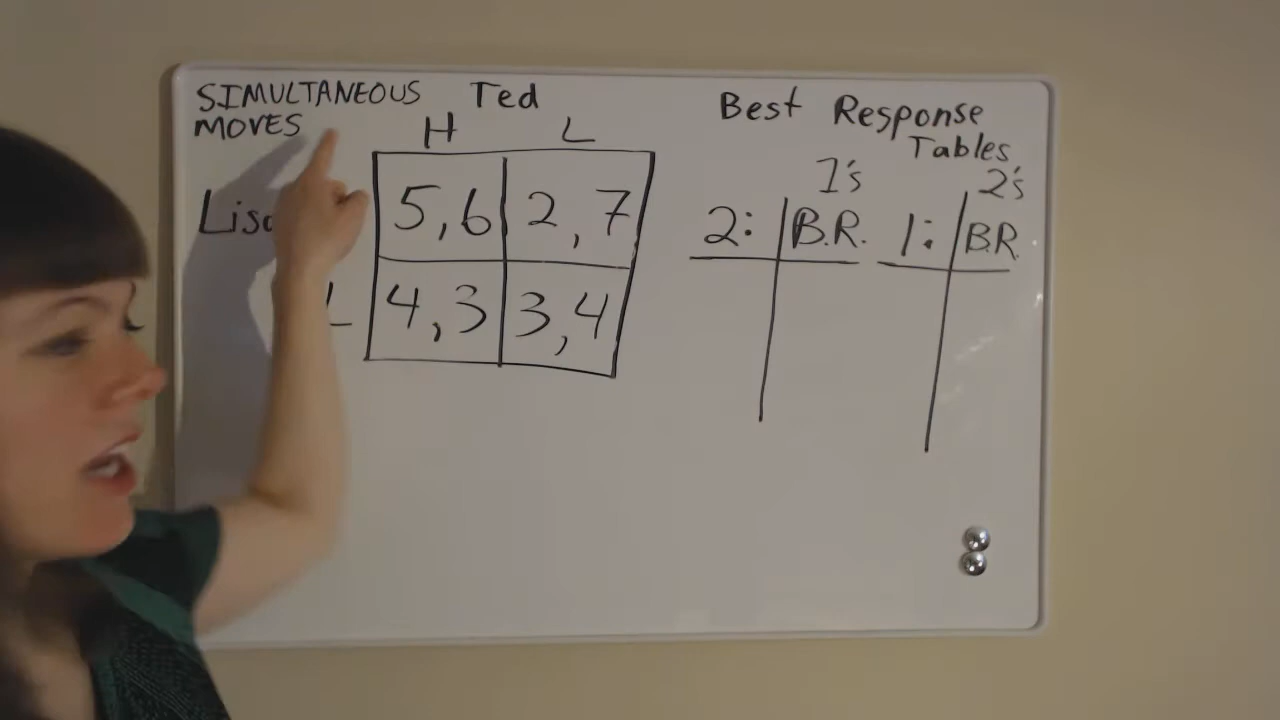 SIMULTANEOUS Ted
MOVES
H L
5,6 2,7
L 4,3 3,4
Best Response
Tables
1's 2's
2: B.R. 1: B.R.